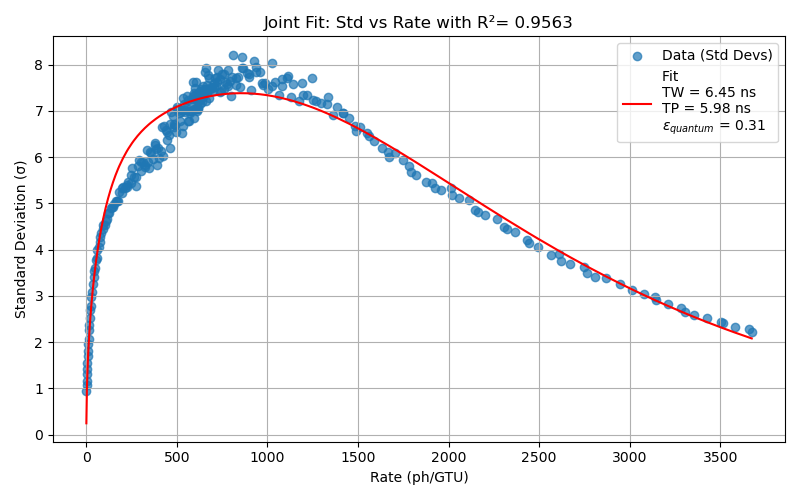 Joint Fit: Std vs Rate with R²= 0.9563
Data (Std Devs)
Fit
TW = 6.45 ns
TP = 5.98 ns
ε_quantum = 0.31
Standard Deviation (σ)
8
7
6
5
4
3
2
1
0
0 500 1000 1500 2000 2500 3000 3500
Rate (ph/GTU)